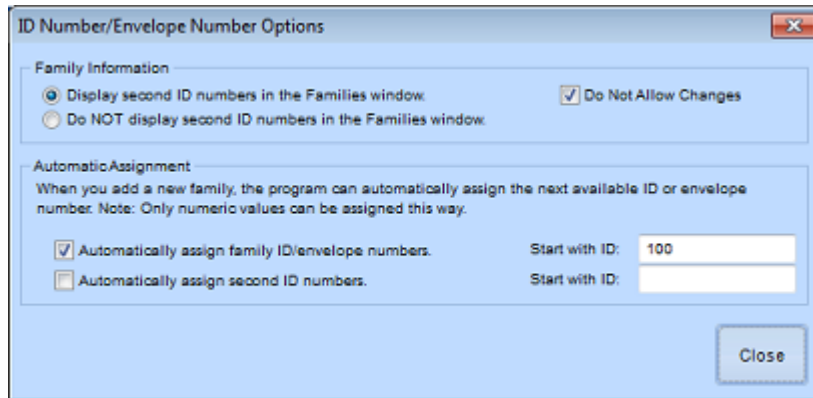 ID Number/Envelope Number Options
Family Information
Display second ID numbers in the Families window.
Do Not Allow Changes
Do NOT display second ID numbers in the Families window.
Automatic Assignment
When you add a new family, the program can automatically assign the next available ID or envelope
number. Note: Only numeric values can be assigned this way.
Automatically assign family ID/envelope numbers.
Start with ID: 100
Automatically assign second ID numbers.
Start with ID:
Close